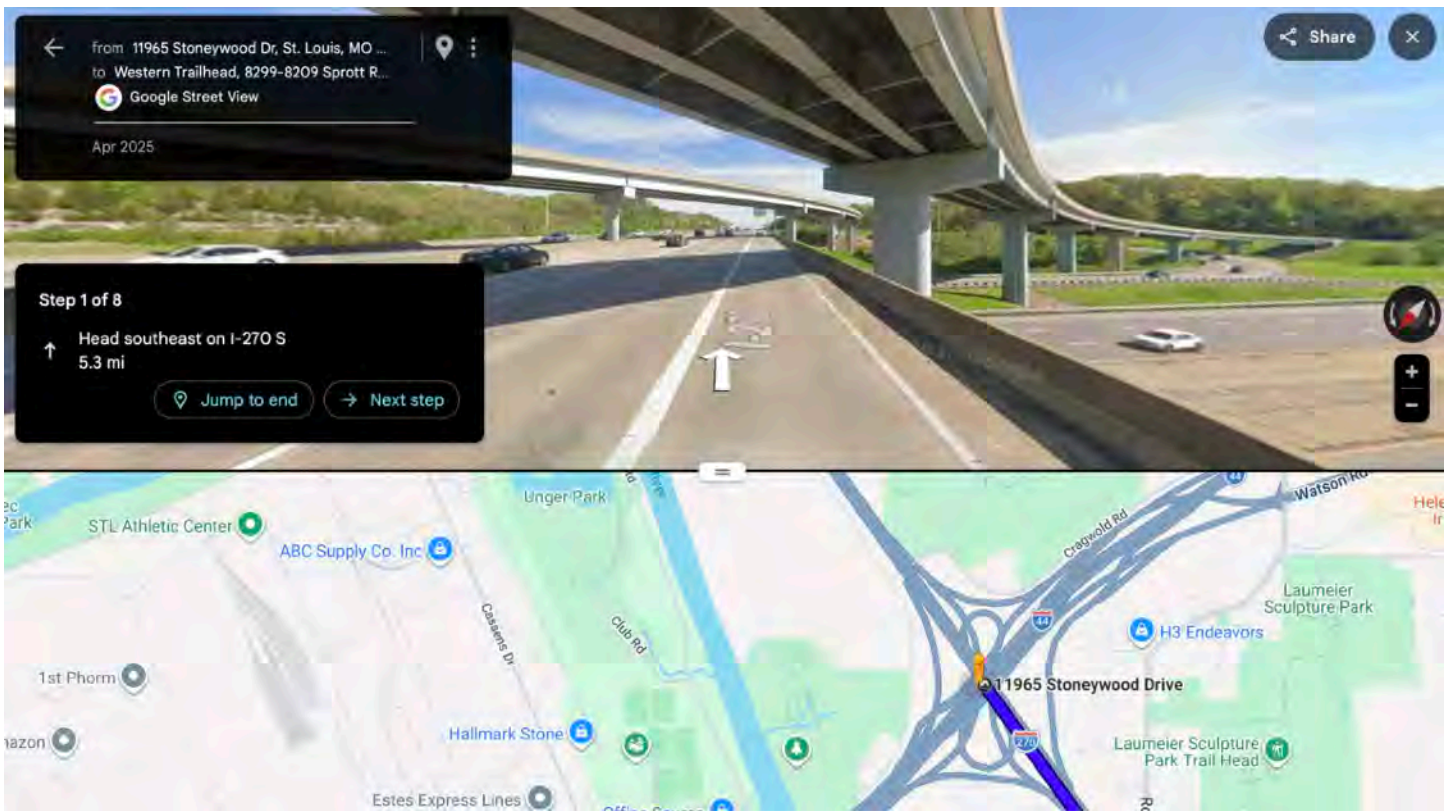 from 11965 Stoneywood Dr, St. Louis, MO ...
to Western Trailhead, 8299-8209 Sprott R...
Google Street View
Apr 2025
Share
Step 1 of 8
Head southeast on I-270 S
5.3 mi
Jump to end
Next step
Unger Park
Rd
44
Watson Rd
Park
STL Athletic Center
ABC Supply Co. Inc
Cragwold Rd
Laumeier
Sculpture Park
Cassens Dr
Club Rd
44
H3 Endeavors
1st Phorm
11965 Stoneywood Drive
Hallmark Stone
270
Laumeier Sculpture
Park Trail Head
Estes Express Lines